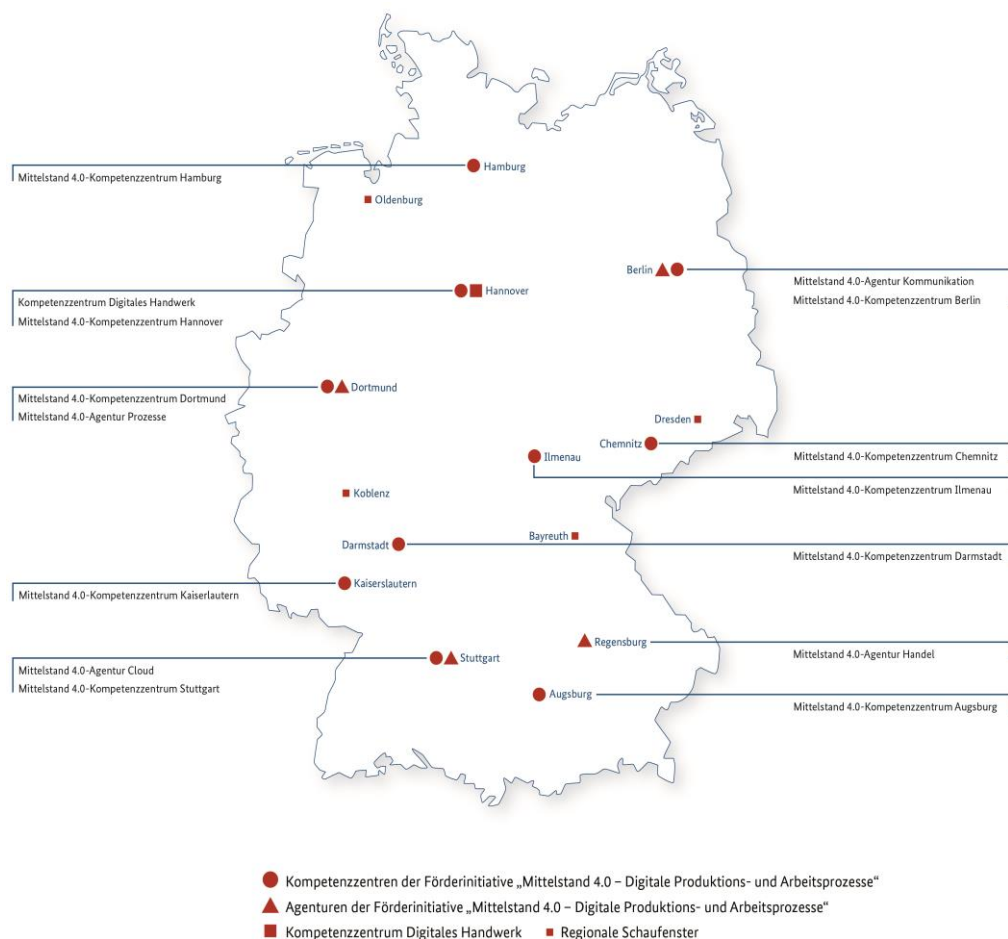 Hamburg
Mittelstand 4.0-Kompetenzzentrum Hamburg
Oldenburg
Berlin
Mittelstand 4.0-Agentur Kommunikation
Mittelstand 4.0-Kompetenzzentrum Berlin
Hannover
Kompetenzzentrum Digitales Handwerk
Mittelstand 4.0-Kompetenzzentrum Hannover
Dortmund
Mittelstand 4.0-Kompetenzzentrum Dortmund
Mittelstand 4.0-Agentur Prozesse
Dresden
Chemnitz
Mittelstand 4.0-Kompetenzzentrum Chemnitz
Ilmenau
Mittelstand 4.0-Kompetenzzentrum Ilmenau
Koblenz
Bayreuth
Darmstadt
Mittelstand 4.0-Kompetenzzentrum Darmstadt
Kaiserslautern
Mittelstand 4.0-Kompetenzzentrum Kaiserlautern
Regensburg
Mittelstand 4.0-Agentur Handel
Stuttgart
Mittelstand 4.0-Agentur Cloud
Mittelstand 4.0-Kompetenzzentrum Stuttgart
Augsburg
Mittelstand 4.0-Kompetenzzentrum Augsburg
Kompetenzzentren der Förderinitiative „Mittelstand 4.0 – Digitale Produktions- und Arbeitsprozesse“
Agenturen der Förderinitiative „Mittelstand 4.0 – Digitale Produktions- und Arbeitsprozesse“
Kompetenzzentrum Digitales Handwerk Regionale Schaufenster